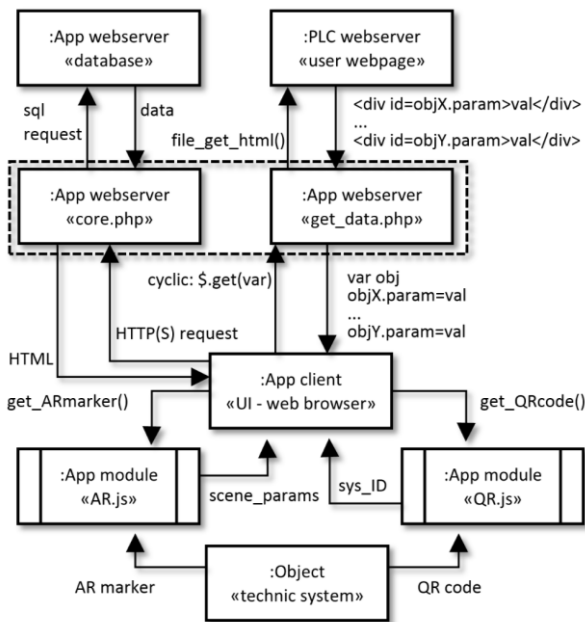 :App webserver
«database»
:PLC webserver
«user webpage»
sql
request
data
file_get_html()
<div id=objX.param>val</div>
...
<div id=objY.param>val</div>
:App webserver
«core.php»
:App webserver
«get_data.php»
cyclic: $.get(var)
HTTP(S) request
var obj
objX.param=val
...
objY.param=val
HTML
:App client
«UI - web browser»
get_ARmarker()
get_QRcode()
:App module
«AR.js»
scene_params
sys_ID
:App module
«QR.js»
AR marker
:Object
«technic system»
QR code